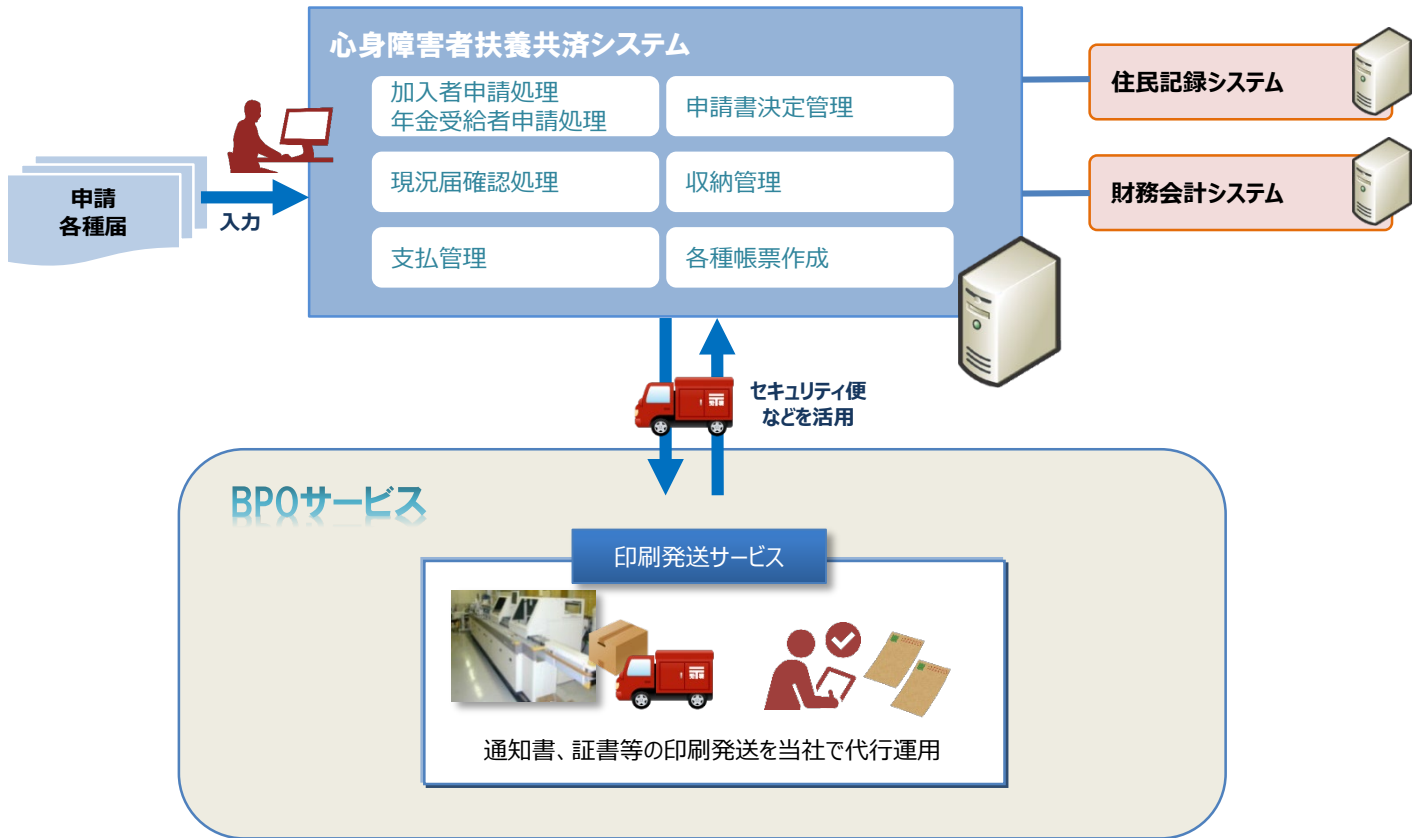 心身障害者扶養共済システム
加入者申請処理
年金受給者申請処理
申請書決定管理
現況届確認処理
収納管理
支払管理
各種帳票作成
住民記録システム
財務会計システム
申請
各種届
入力
セキュリティ便
などを活用
BPOサービス
印刷発送サービス
通知書、証書等の印刷発送を当社で代行運用